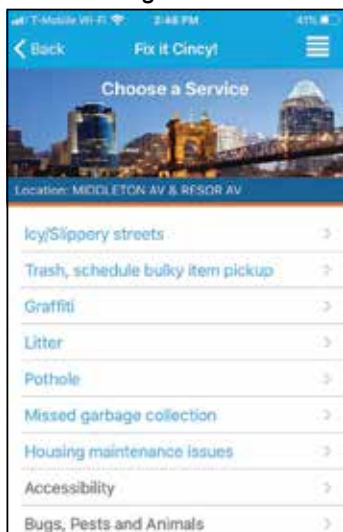 T-Mobile Wi-Fi 2:46 PM 41%
Back Fix it Cincy!
Choose a Service
Location: MIDDLETON AV & RESOR AV
Icy/Slippery streets
Trash, schedule bulky item pickup
Graffiti
Litter
Pothole
Missed garbage collection
Housing maintenance issues
Accessibility
Bugs, Pests and Animals